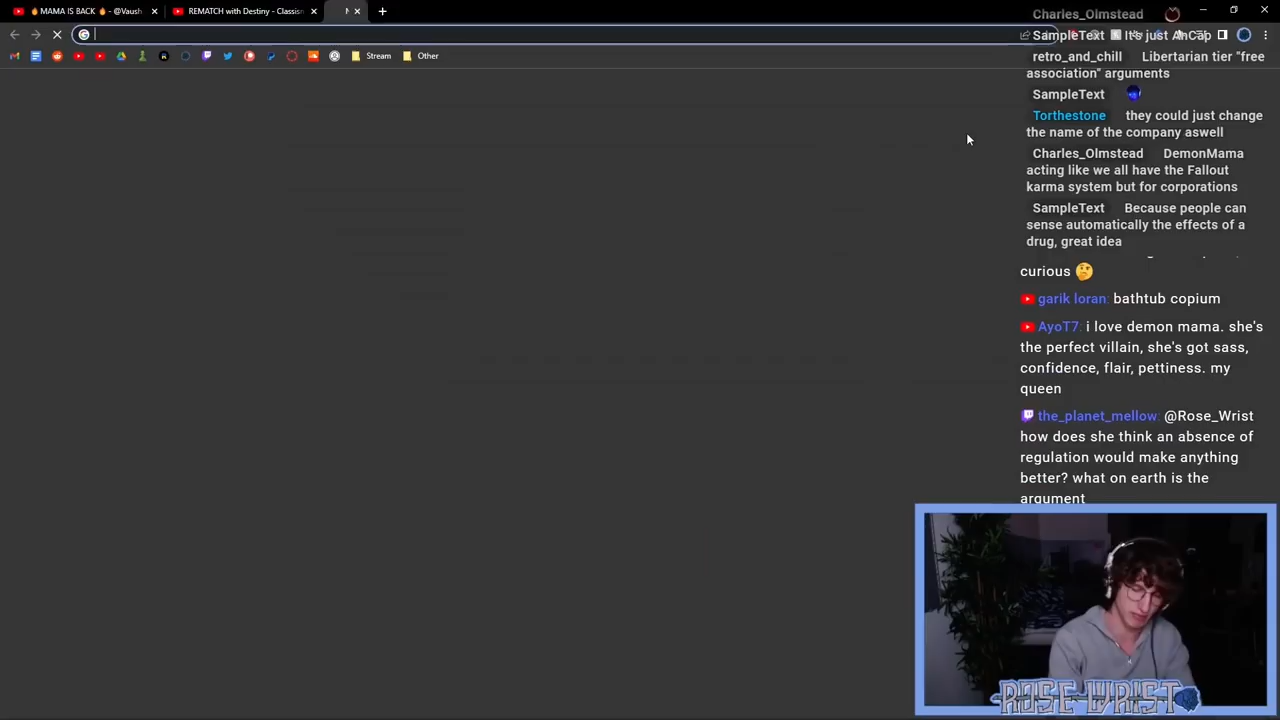 🔥 MAMA IS BACK 🔥 - @Vaush
REMATCH with Destiny - Classism
Stream
Other
Charles_Olmstead
SampleText It's just AnCap
retro_and_chill Libertarian tier "free
association" arguments
SampleText
Torthestone they could just change
the name of the company aswell
Charles_Olmstead DemonMama
acting like we all have the Fallout
karma system but for corporations
SampleText Because people can
sense automatically the effects of a
drug, great idea
curious 🤔
garik loran: bathtub copium
AyoT7: i love demon mama. she's
the perfect villain, she's got sass,
confidence, flair, pettiness. my
queen
the_planet_mellow: @Rose_Wrist
how does she think an absence of
regulation would make anything
better? what on earth is the
argument
ROSE WRIST